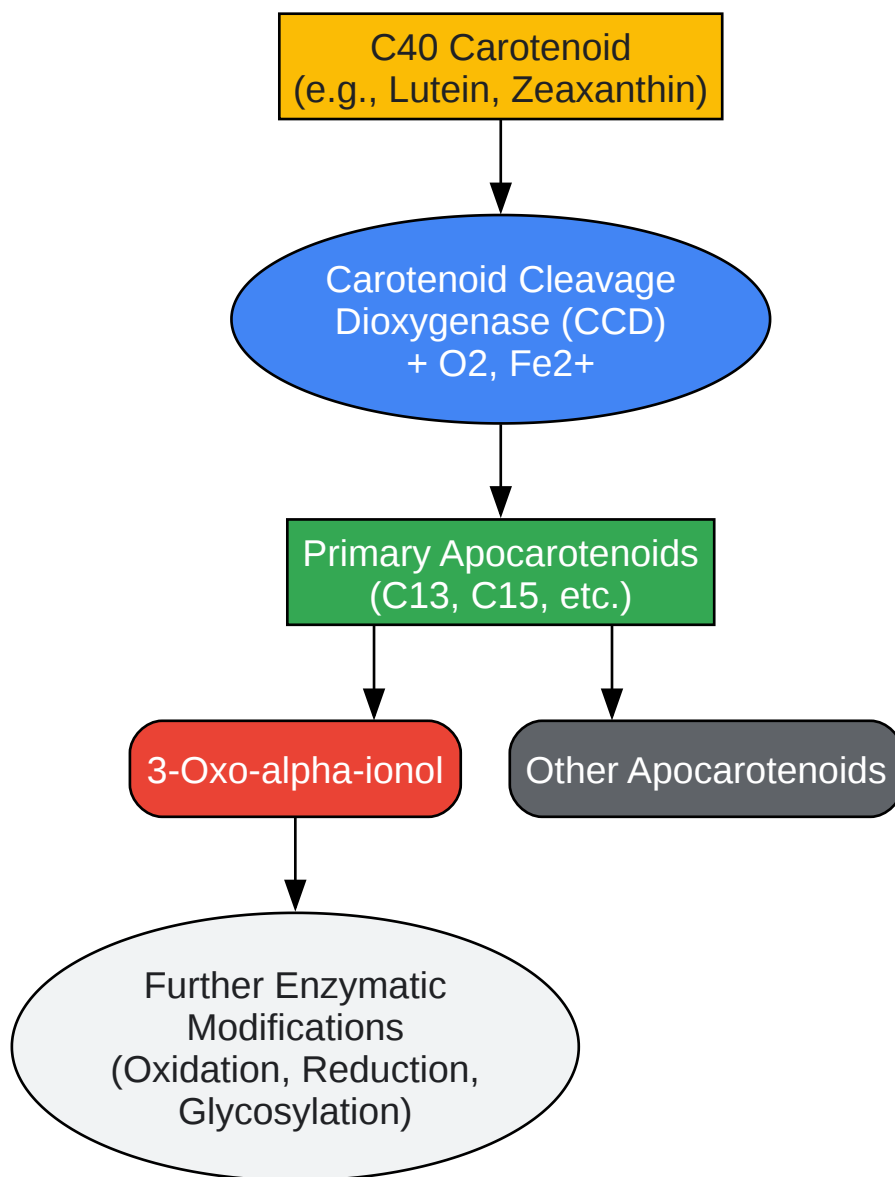 C40 Carotenoid
(e.g., Lutein, Zeaxanthin)
Carotenoid Cleavage
Dioxygenase (CCD)
+ O2, Fe2+
Primary Apocarotenoids
(C13, C15, etc.)
3-Oxo-alpha-ionol
Other Apocarotenoids
Further Enzymatic
Modifications
(Oxidation, Reduction,
Glycosylation)